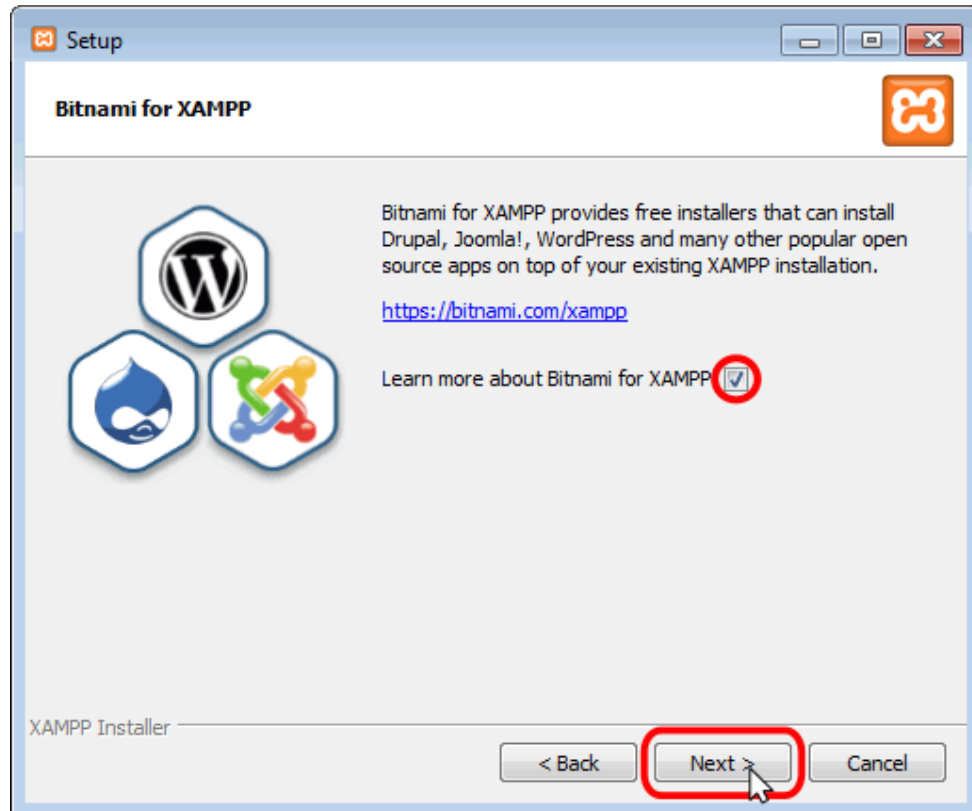 Setup
Bitnami for XAMPP
Bitnami for XAMPP provides free installers that can install
Drupal, Joomla!, WordPress and many other popular open
source apps on top of your existing XAMPP installation.
https://bitnami.com/xampp
Learn more about Bitnami for XAMPP
XAMPP Installer
< Back
Next >
Cancel